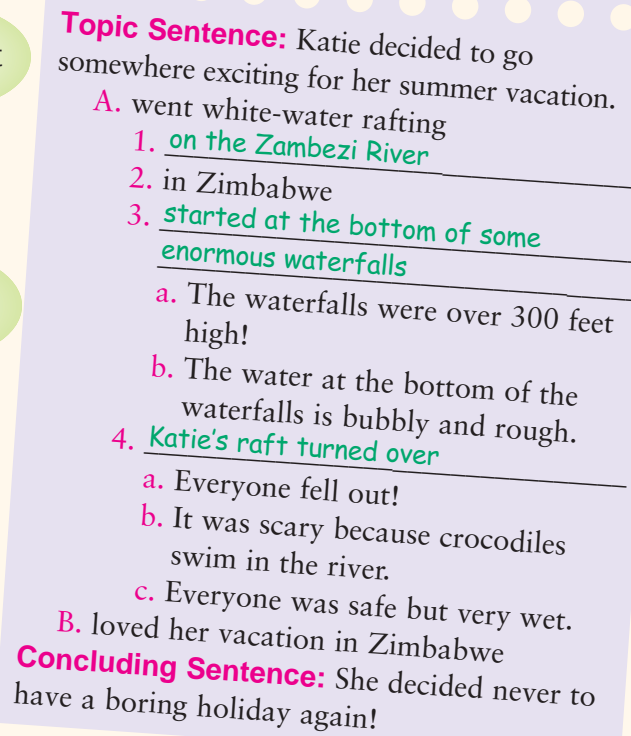 Topic Sentence: Katie decided to go
somewhere exciting for her summer vacation.
A. went white-water rafting
1. on the Zambezi River
2. in Zimbabwe
3. started at the bottom of some
enormous waterfalls
a. The waterfalls were over 300 feet
high!
b. The water at the bottom of the
waterfalls is bubbly and rough.
4. Katie's raft turned over
a. Everyone fell out!
b. It was scary because crocodiles
swim in the river.
c. Everyone was safe but very wet.
B. loved her vacation in Zimbabwe
Concluding Sentence: She decided never to
have a boring holiday again!